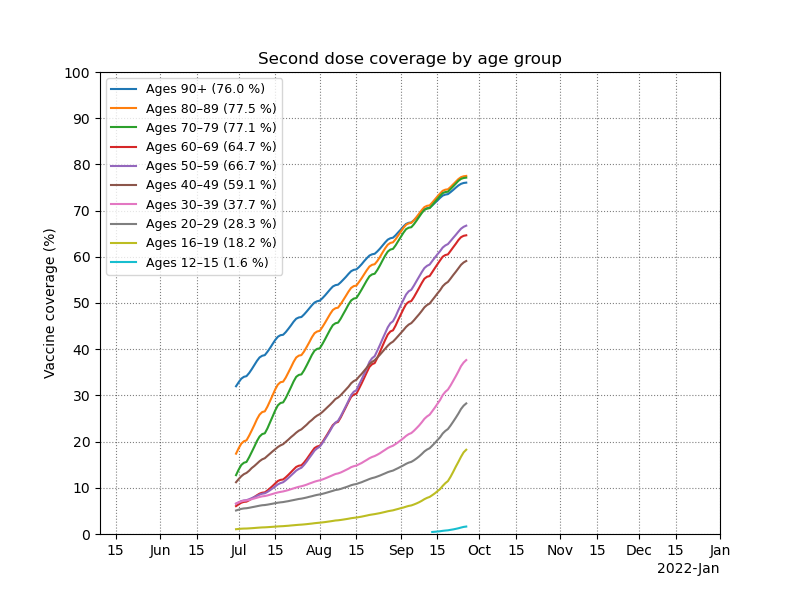 Second dose coverage by age group
Vaccine coverage (%)
100
90
80
70
60
50
40
30
20
10
0
Ages 90+ (76.0 %)
Ages 80–89 (77.5 %)
Ages 70–79 (77.1 %)
Ages 60–69 (64.7 %)
Ages 50–59 (66.7 %)
Ages 40–49 (59.1 %)
Ages 30–39 (37.7 %)
Ages 20–29 (28.3 %)
Ages 16–19 (18.2 %)
Ages 12–15 (1.6 %)
15 Jun 15 Jul 15 Aug 15 Sep 15 Oct 15 Nov 15 Dec 15 Jan
2022-Jan